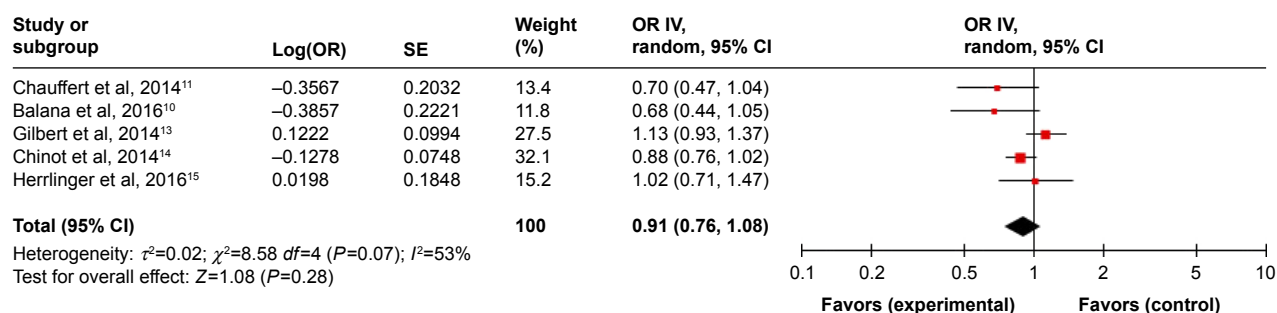 Study or subgroup Log(OR) SE Weight (%) OR IV, random, 95% CI OR IV, random, 95% CI
Chauffert et al, 2014¹¹ –0.3567 0.2032 13.4 0.70 (0.47, 1.04)
Balana et al, 2016¹⁰ –0.3857 0.2221 11.8 0.68 (0.44, 1.05)
Gilbert et al, 2014¹³ 0.1222 0.0994 27.5 1.13 (0.93, 1.37)
Chinot et al, 2014¹⁴ –0.1278 0.0748 32.1 0.88 (0.76, 1.02)
Herrlinger et al, 2016¹⁵ 0.0198 0.1848 15.2 1.02 (0.71, 1.47)
Total (95% CI) 100 0.91 (0.76, 1.08)
Heterogeneity: τ²=0.02; χ²=8.58 df=4 (P=0.07); I²=53%
Test for overall effect: Z=1.08 (P=0.28)
0.1 0.2 0.5 1 2 5 10
Favors (experimental) Favors (control)